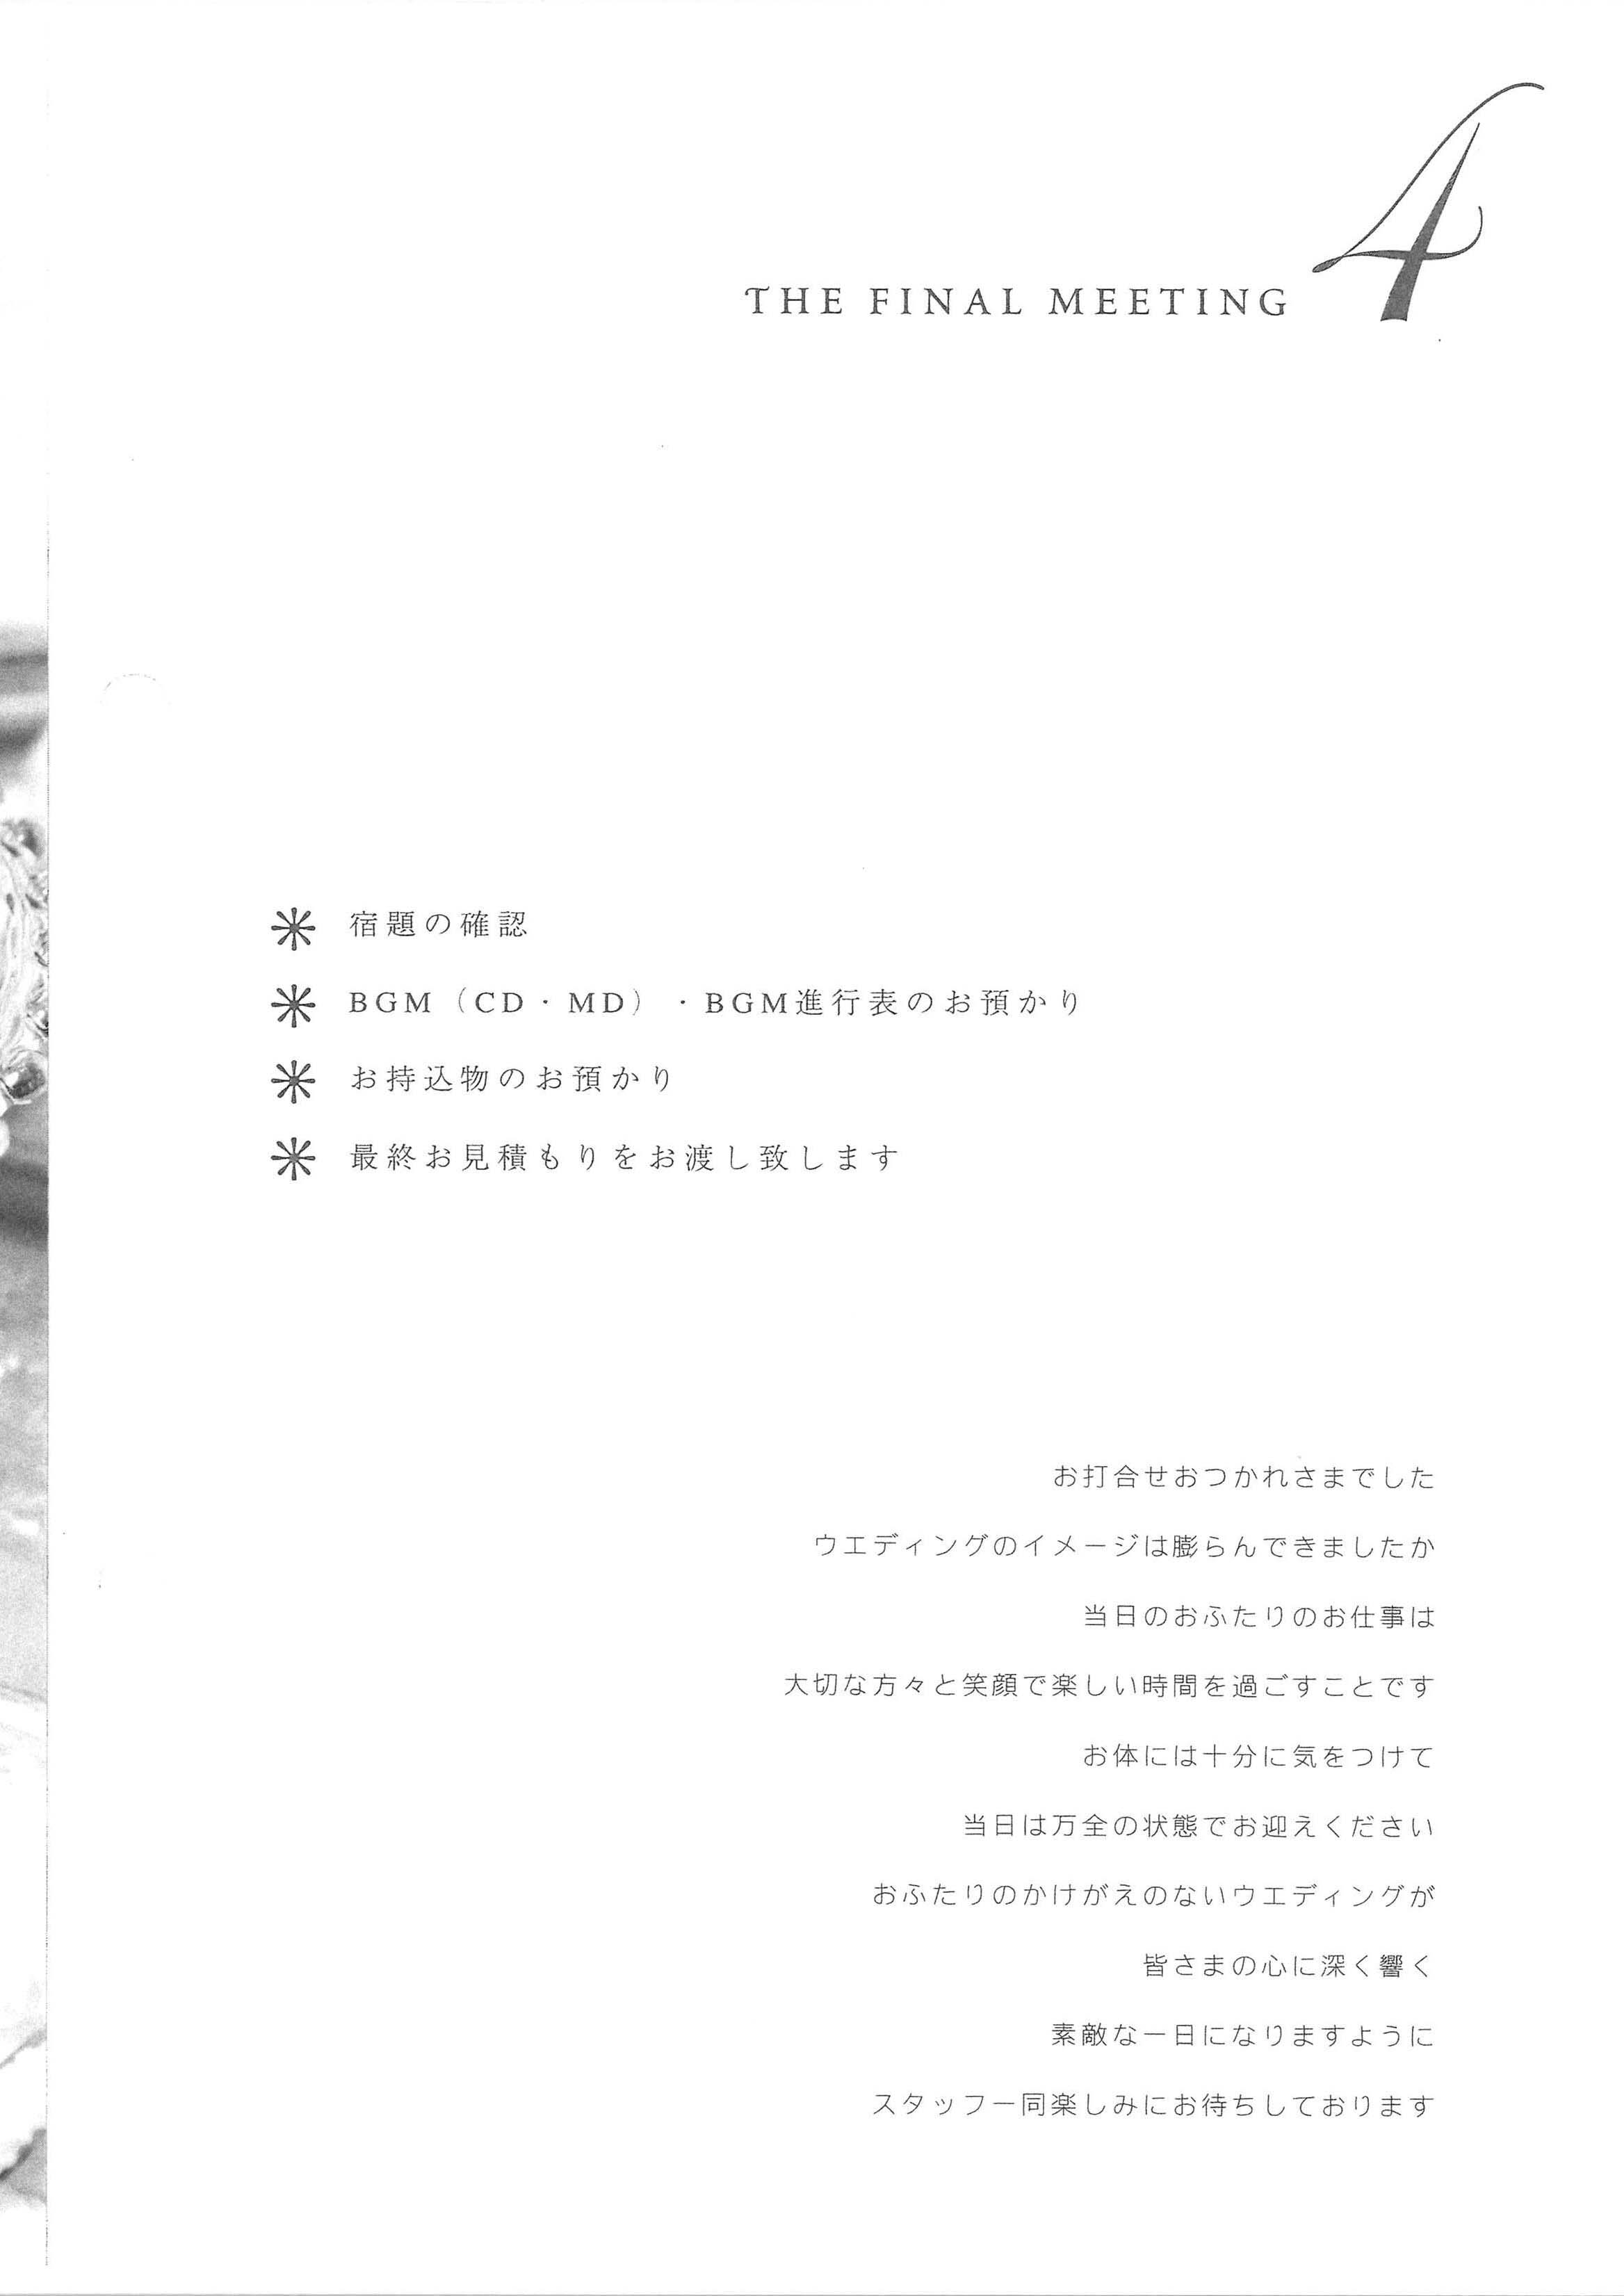 4
THE FINAL MEETING
宿題の確認
BGM（CD・MD）・BGM進行表のお預かり
お持込物のお預かり
最終お見積もりをお渡し致します
お打合せおつかれさまでした
ウエディングのイメージは膨らんできましたか
当日のおふたりのお仕事は
大切な方々と笑顔で楽しい時間を過ごすことです
お体には十分に気をつけて
当日は万全の状態でお迎えください
おふたりのかけがえのないウエディングが
皆さまの心に深く響く
素敵な一日になりますように
スタッフ一同楽しみにお待ちしております